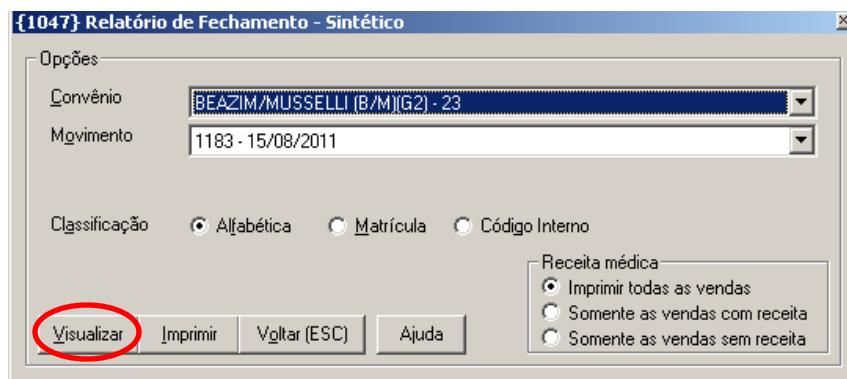 {1047} Relatório de Fechamento - Sintético
Opções
Convênio BEAZIM/MUSSELLI (B/M)(G2) - 23
Movimento 1183 - 15/08/2011
Classificação Alfabética Matrícula Código Interno
Receita médica
Imprimir todas as vendas
Somente as vendas com receita
Somente as vendas sem receita
Visualizar Imprimir Voltar (ESC) Ajuda